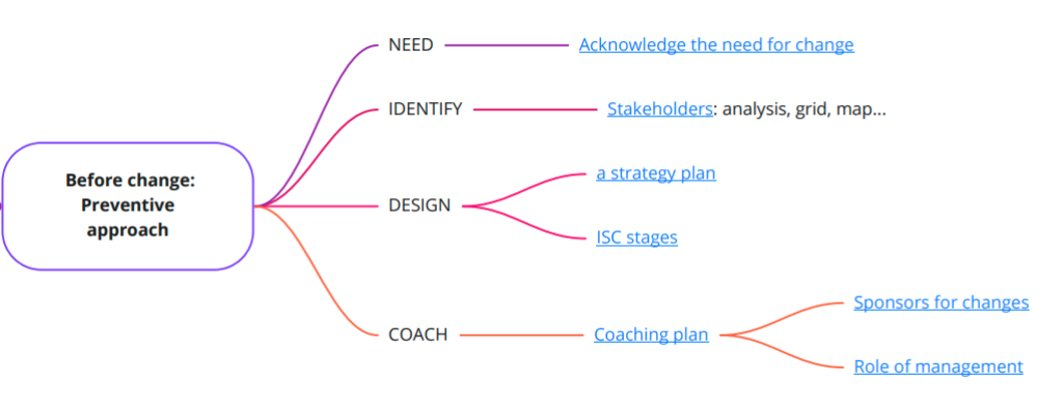 Before change:
Preventive
approach
NEED
Acknowledge the need for change
IDENTIFY
Stakeholders: analysis, grid, map...
DESIGN
a strategy plan
ISC stages
COACH
Coaching plan
Sponsors for changes
Role of management